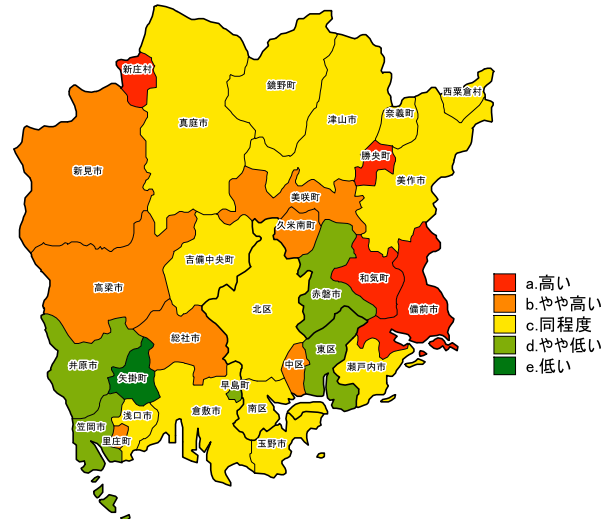 新庄村
鏡野町
西粟倉村
奈義町
真庭市
津山市
勝央町
新見市
美作市
美咲町
久米南町
吉備中央町
和気町
高梁市
赤磐市
北区
備前市
総社市
東区
井原市
中区
瀬戸内市
矢掛町
早島町
浅口市
倉敷市
南区
笠岡市
里庄町
玉野市
a.高い
b.やや高い
c.同程度
d.やや低い
e.低い